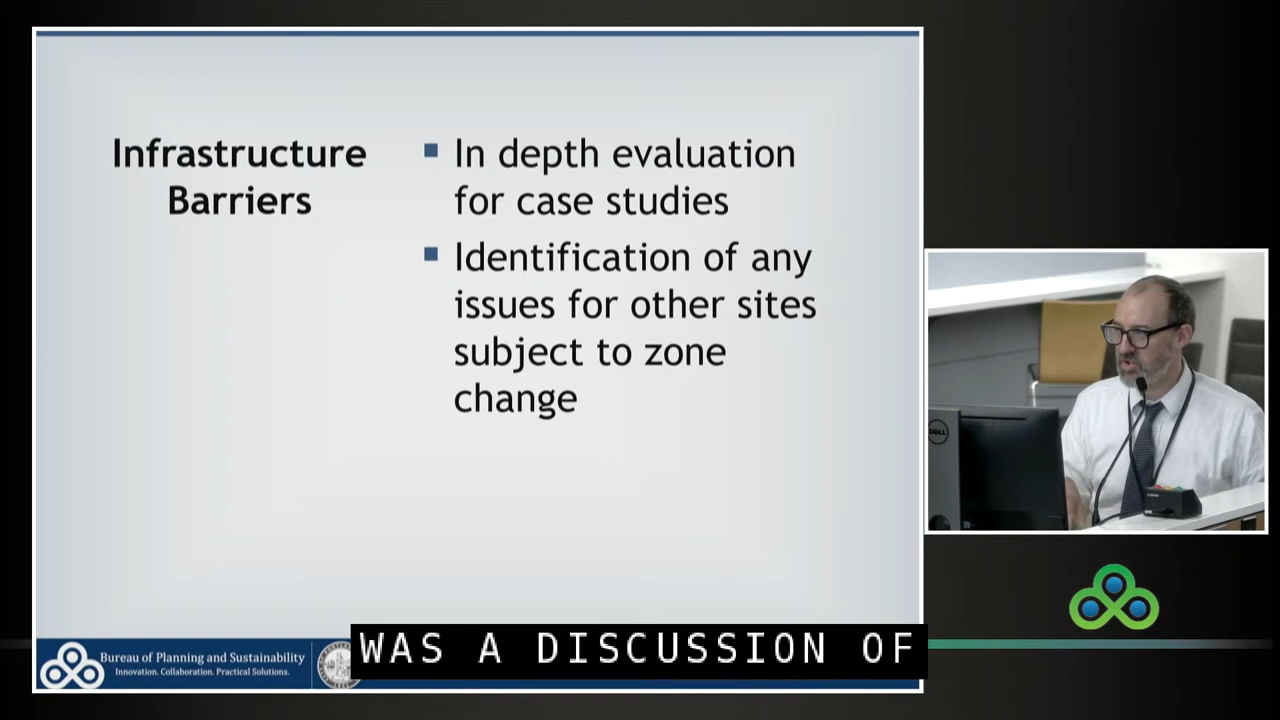 Infrastructure
Barriers
In depth evaluation
for case studies
Identification of any
issues for other sites
subject to zone
change
Bureau of Planning and Sustainability
Innovation. Collaboration. Practical Solutions.
WAS A DISCUSSION OF
DELL